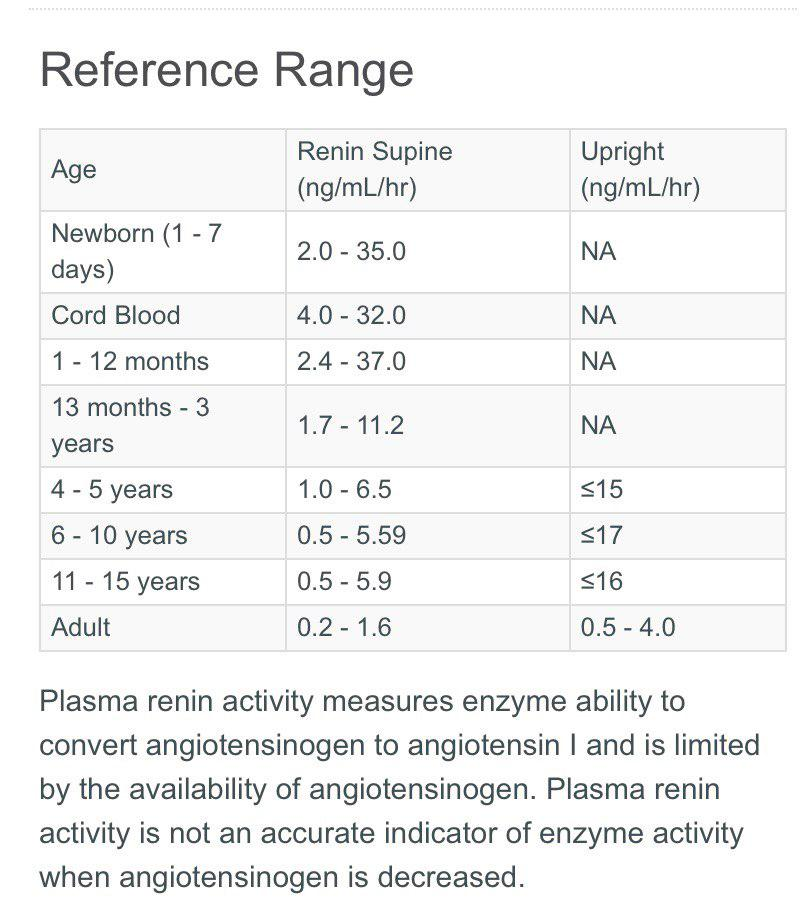 Reference Range
Age
Renin Supine
(ng/mL/hr)
Upright
(ng/mL/hr)
Newborn (1 - 7
days)
2.0 - 35.0
NA
Cord Blood
4.0 - 32.0
NA
1 - 12 months
2.4 - 37.0
NA
13 months - 3
years
1.7 - 11.2
NA
4 - 5 years
1.0 - 6.5
≤15
6 - 10 years
0.5 - 5.59
≤17
11 - 15 years
0.5 - 5.9
≤16
Adult
0.2 - 1.6
0.5 - 4.0
Plasma renin activity measures enzyme ability to
convert angiotensinogen to angiotensin I and is limited
by the availability of angiotensinogen. Plasma renin
activity is not an accurate indicator of enzyme activity
when angiotensinogen is decreased.